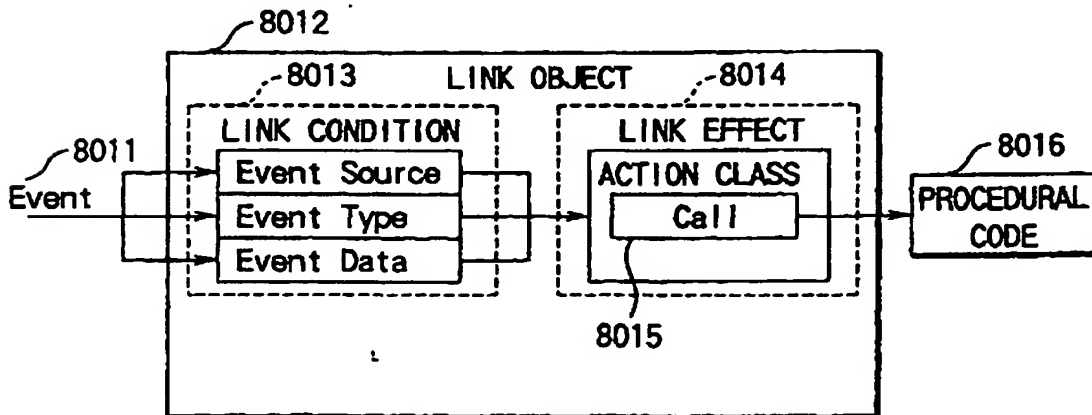 8012
LINK OBJECT
8013
8014
LINK CONDITION
LINK EFFECT
8011
Event
Event Source
Event Type
Event Data
ACTION CLASS
Call
8015
8016
PROCEDURAL
CODE